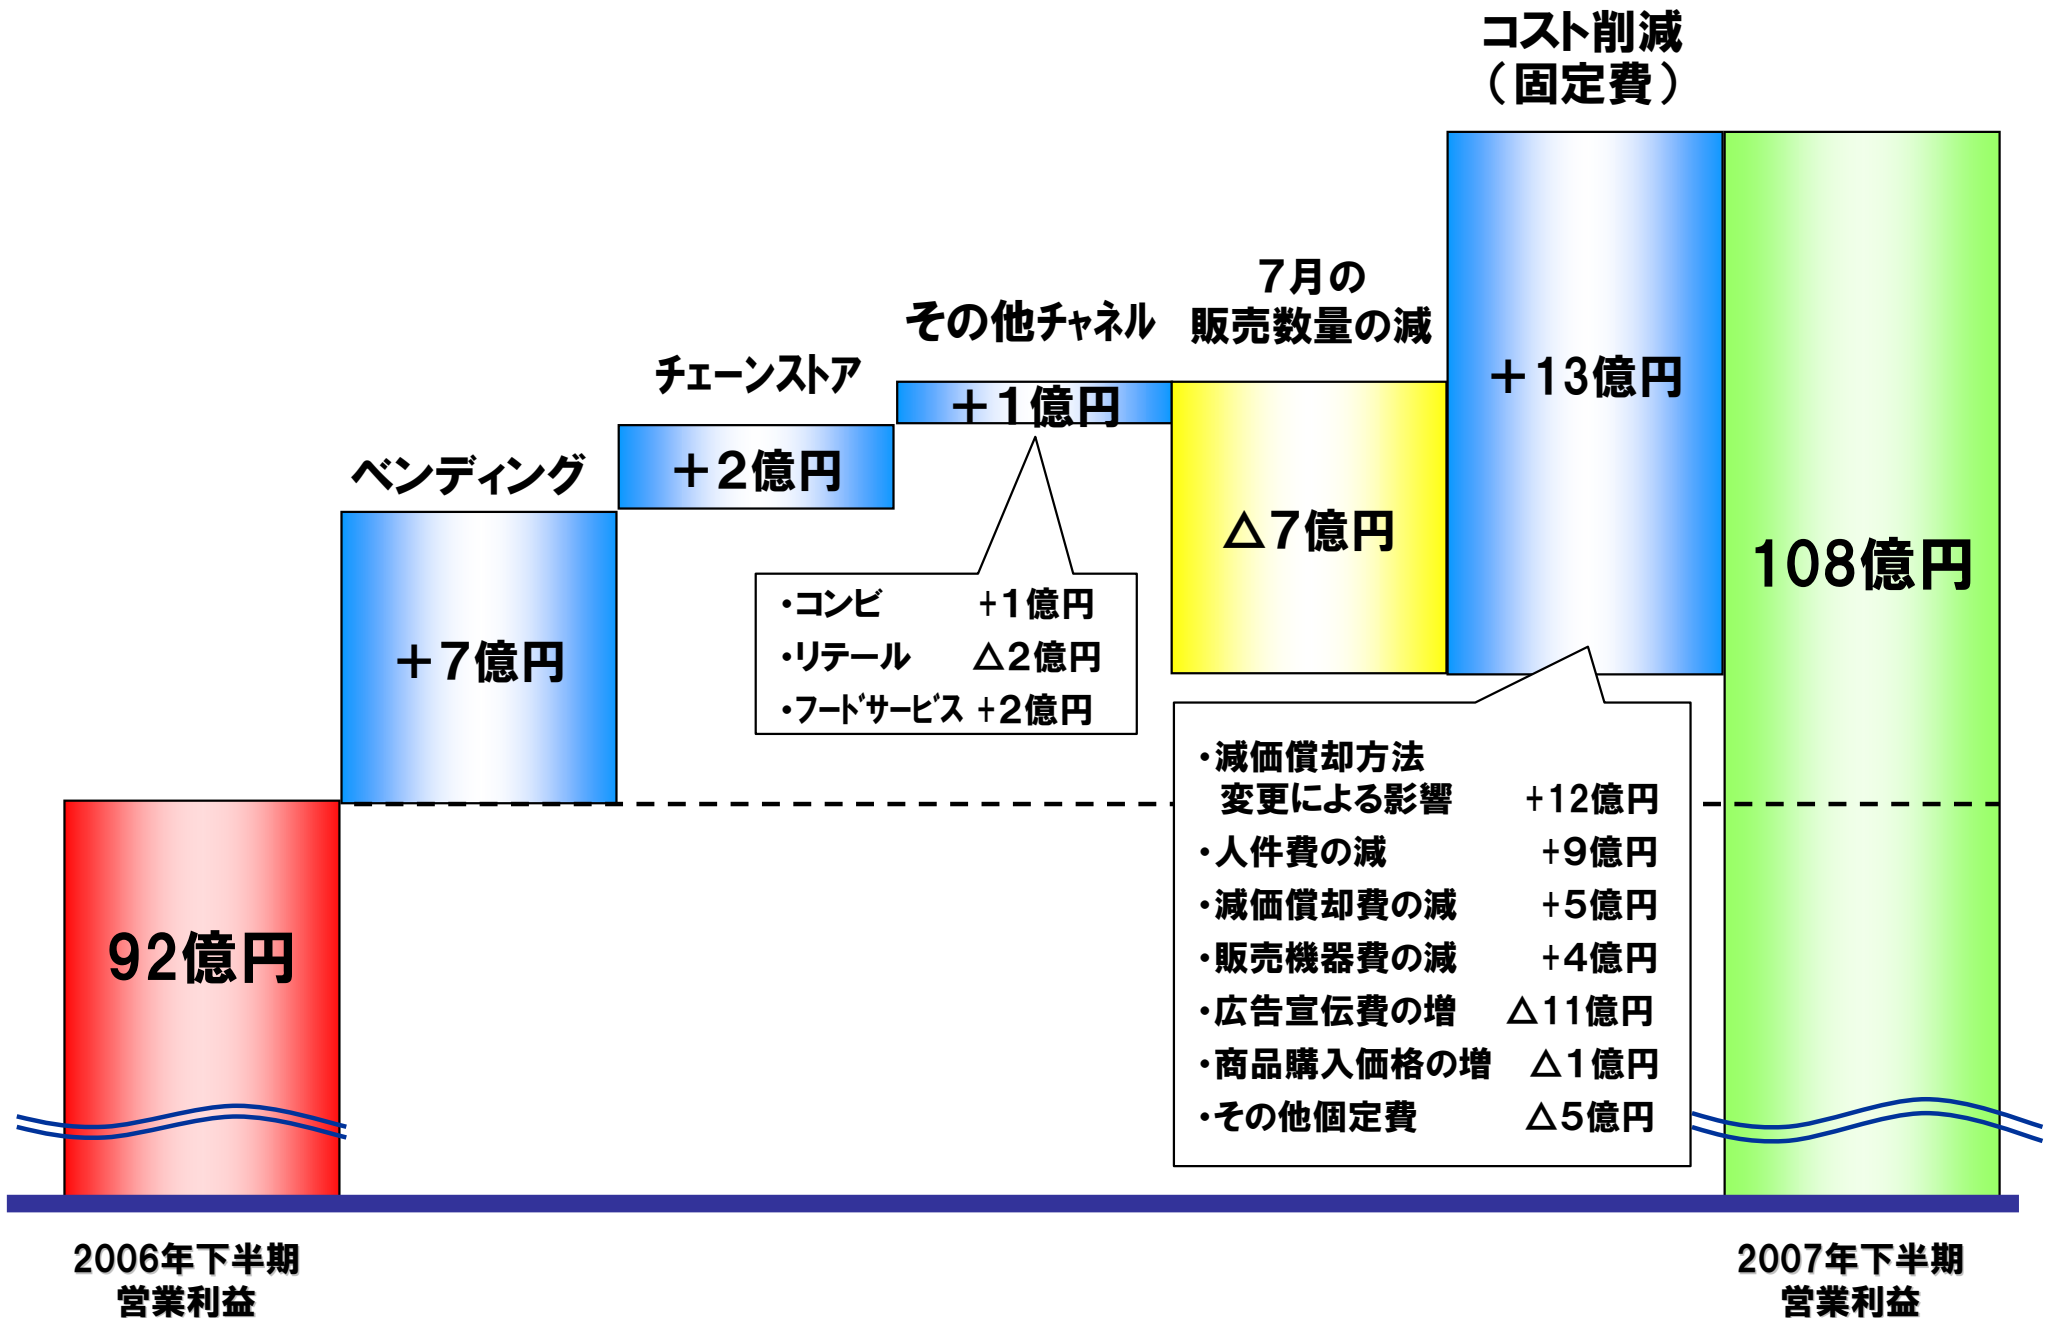 コスト削減
（固定費）
7月の
販売数量の減
その他チャネル
チェーンストア
ベンディング
＋13億円
＋1億円
＋2億円
△7億円
108億円
＋7億円
・コンビ +1億円
・リテール △2億円
・フードサービス +2億円
・減価償却方法
変更による影響 +12億円
・人件費の減 +9億円
・減価償却費の減 +5億円
・販売機器費の減 +4億円
・広告宣伝費の増 △11億円
・商品購入価格の増 △1億円
・その他個定費 △5億円
92億円
2006年下半期
営業利益
2007年下半期
営業利益